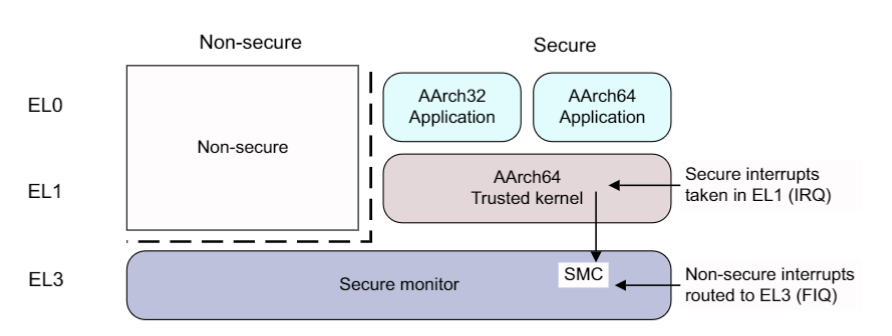 Non-secure
Secure
EL0
AArch32
Application
AArch64
Application
Non-secure
EL1
AArch64
Trusted kernel
Secure interrupts
taken in EL1 (IRQ)
EL3
Secure monitor
SMC
Non-secure interrupts
routed to EL3 (FIQ)